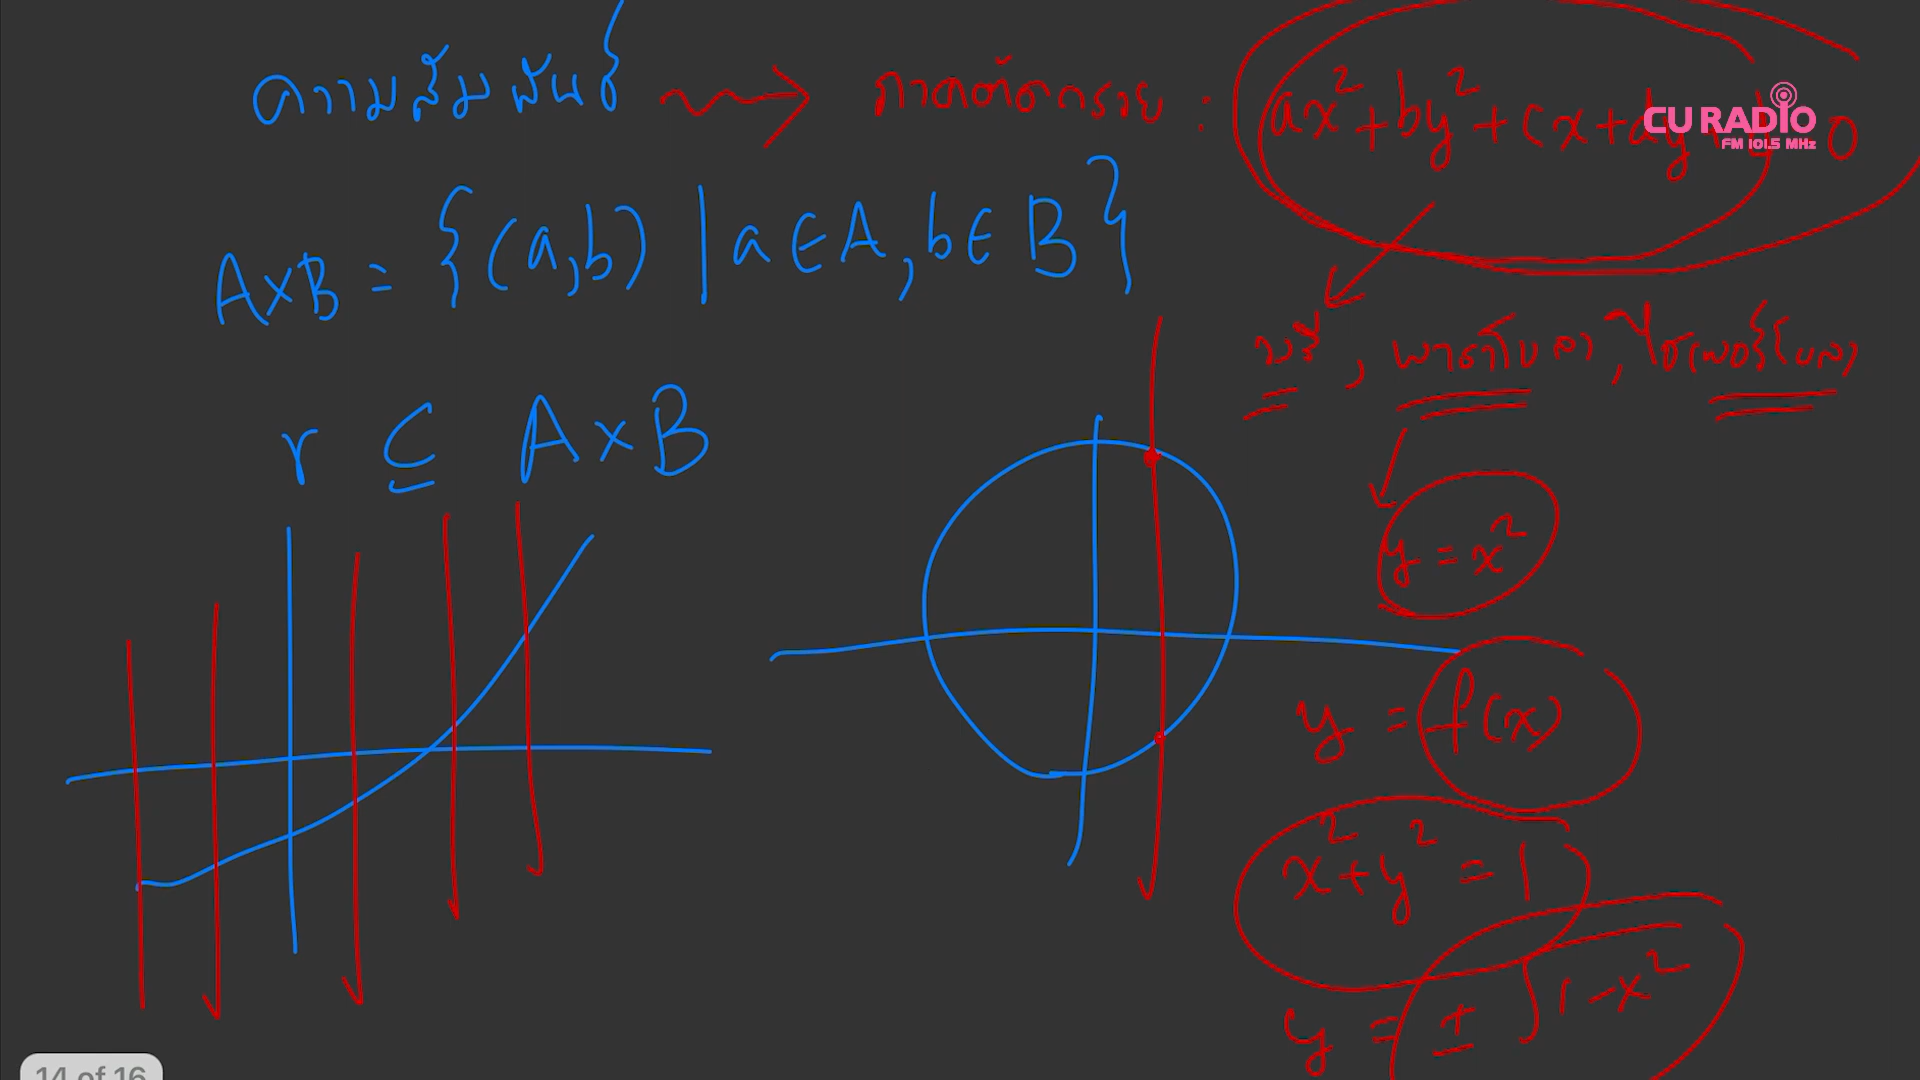 ความสัมพันธ์ → ภาคตัดกรวย : ax²+by²+cx+dy+ 0
CU RADIO
FM 101.5 MHz
A×B = {(a,b) | a∈A, b∈B}
วงรี, พาราโบลา, ไฮเพอร์โบลา
r ⊆ A×B
y = x²
y = f(x)
x²+y² = 1
y = ±√1-x²
14 of 16